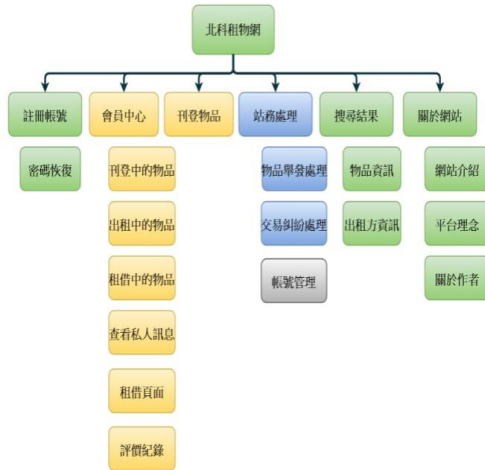 北科租物網
註冊帳號
會員中心
刊登物品
站務處理
搜尋結果
關於網站
密碼恢復
刊登中的物品
物品舉發處理
物品資訊
網站介紹
出租中的物品
交易糾紛處理
出租方資訊
平台理念
租借中的物品
帳號管理
關於作者
查看私人訊息
租借頁面
評價紀錄